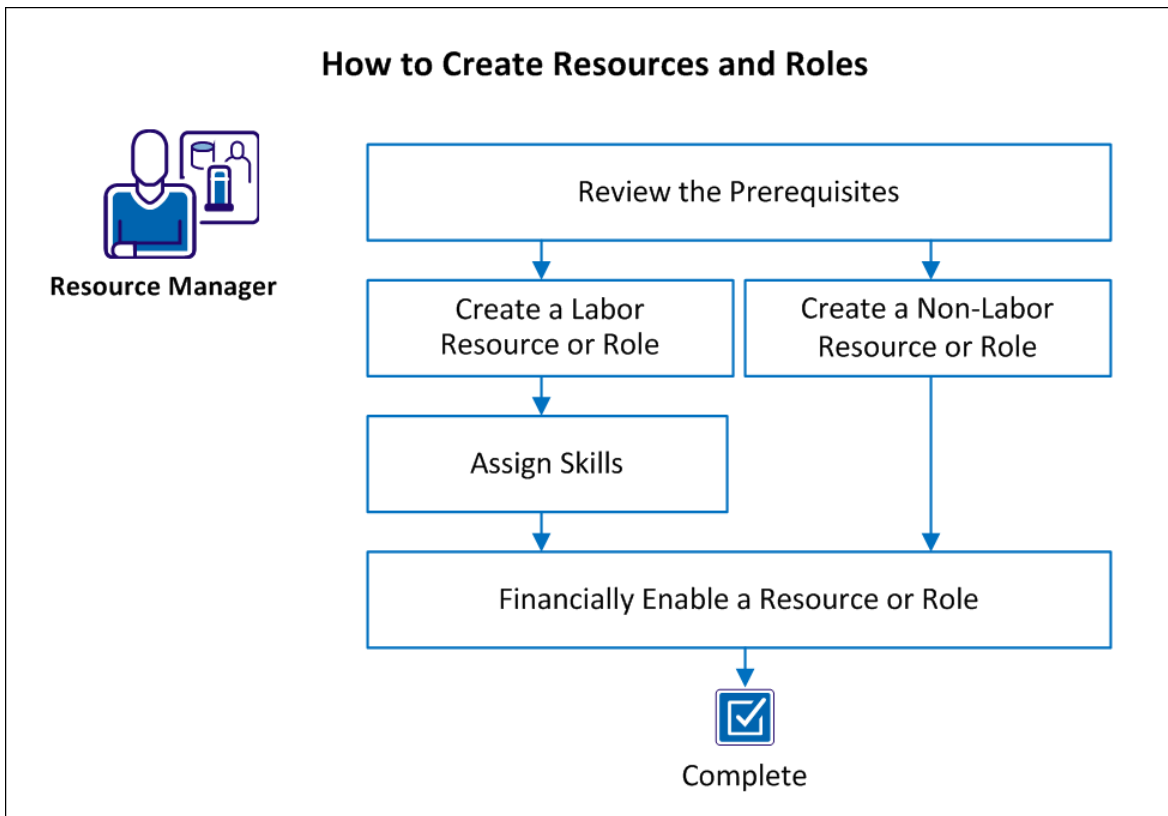 How to Create Resources and Roles
Resource Manager
Review the Prerequisites
Create a Labor
Resource or Role
Create a Non-Labor
Resource or Role
Assign Skills
Financially Enable a Resource or Role
Complete